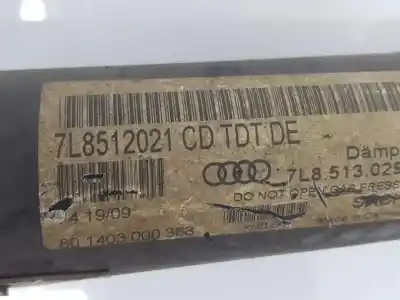 7L8512021 CD TDT DE
Dämp
7L8.513.029
DO NOT OPEN GAS PRESS
4 19/09
80 1403 000 363